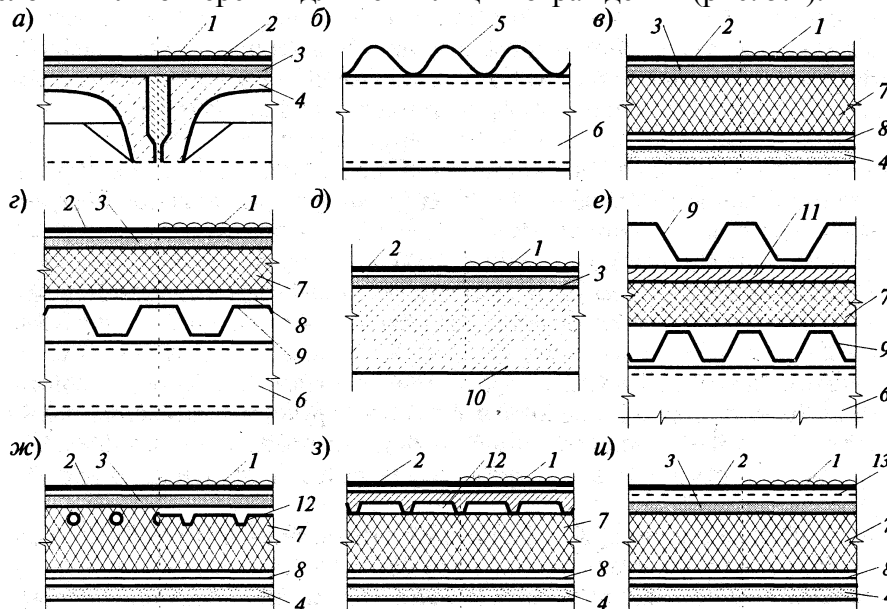 а) 1 2 3 4
б) 5 6
в) 3 2 1 7 8 4
г) 2 3 1 7 8 9 6
д) 2 1 3 10
е) 9 11 7 9 6
ж) 2 3 1 12 7 8 4
з) 2 12 1 7 8 4
и) 3 2 1 13 7 8